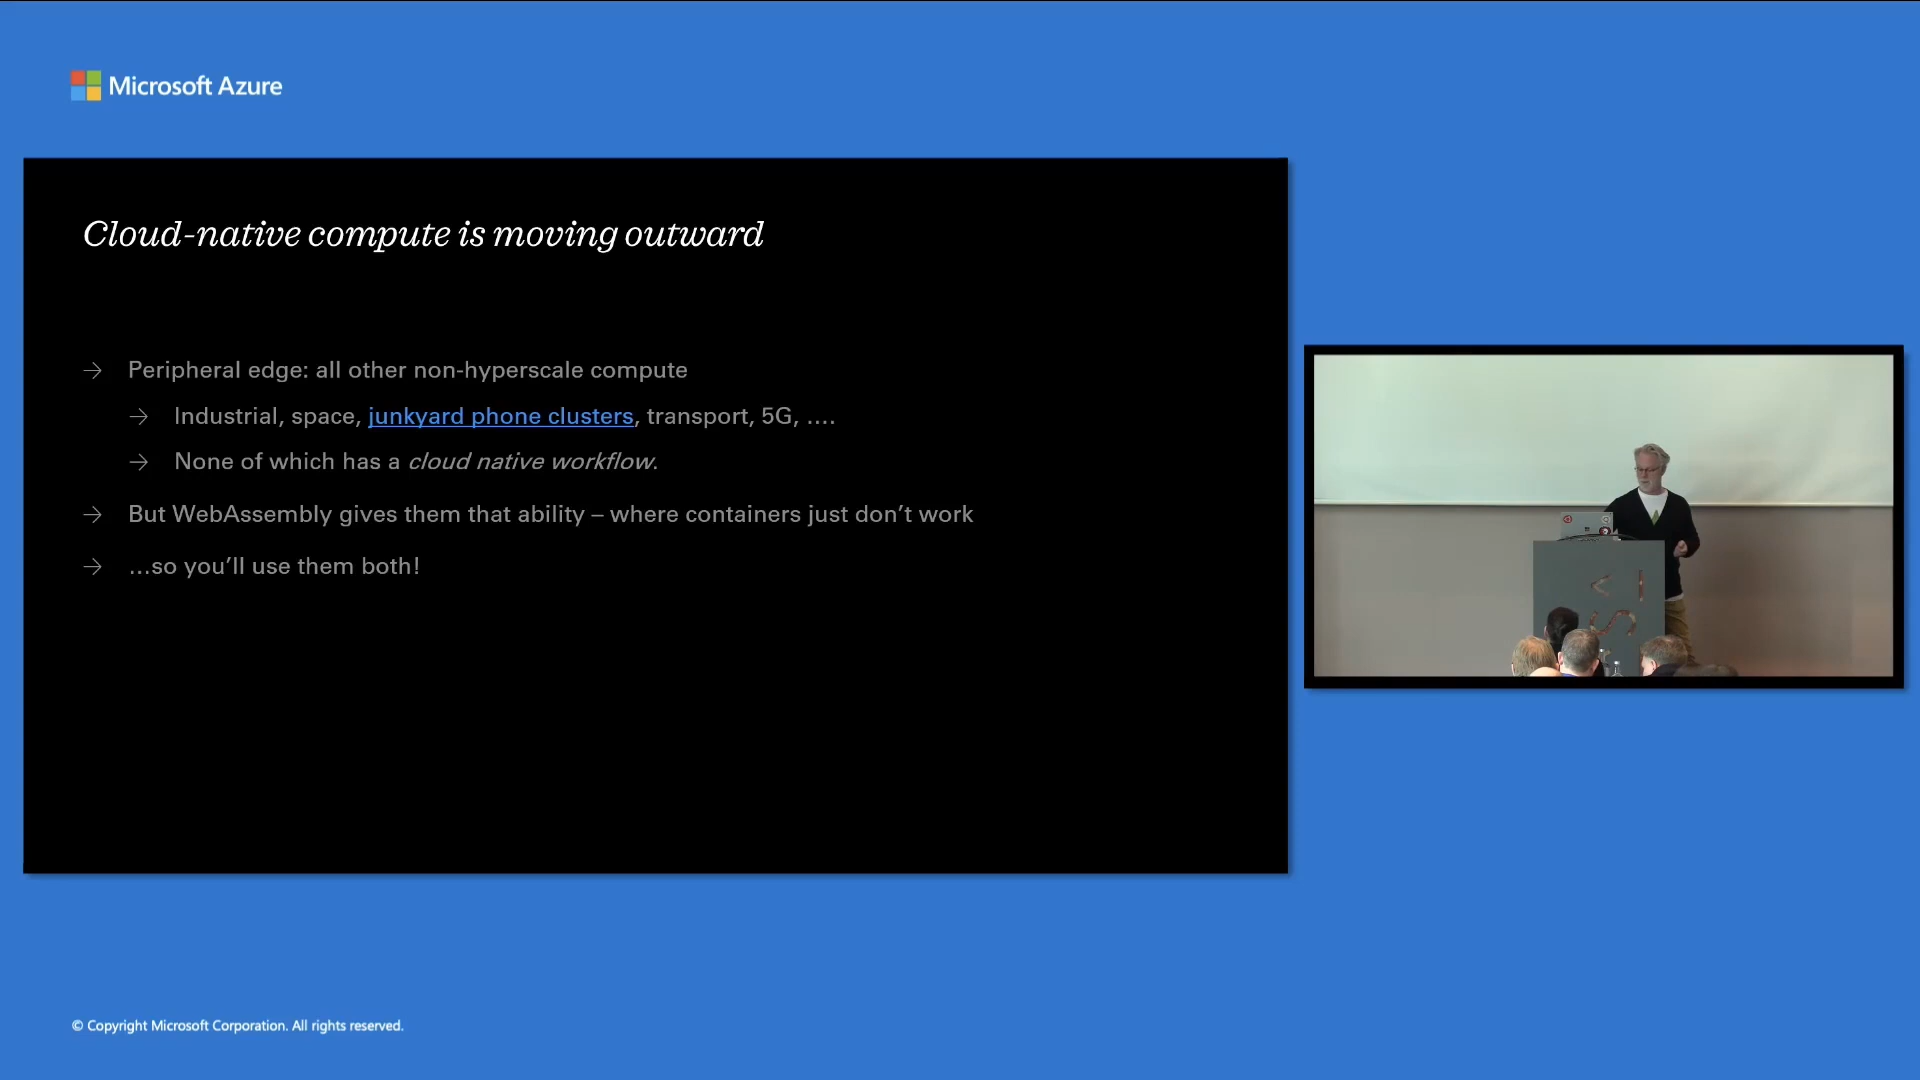 Microsoft Azure
Cloud-native compute is moving outward
→ Peripheral edge: all other non-hyperscale compute
→ Industrial, space, junkyard phone clusters, transport, 5G, ….
→ None of which has a cloud native workflow.
→ But WebAssembly gives them that ability – where containers just don’t work
→ …so you’ll use them both!
© Copyright Microsoft Corporation. All rights reserved.